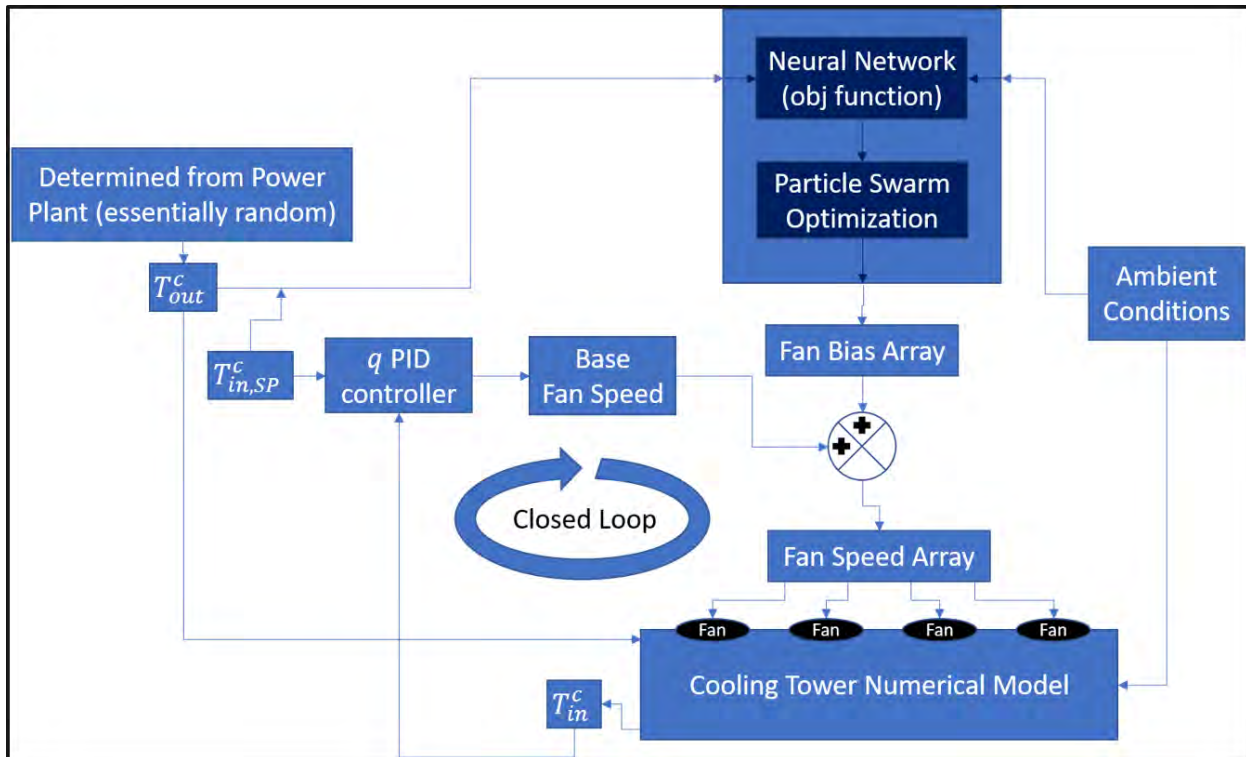 Neural Network
(obj function)
Determined from Power
Plant (essentially random)
Particle Swarm
Optimization
T^c_out
Ambient
Conditions
T^c_in,SP
q PID
controller
Base
Fan Speed
Fan Bias Array
Closed Loop
Fan Speed Array
Fan
Fan
Fan
Fan
Cooling Tower Numerical Model
T^c_in